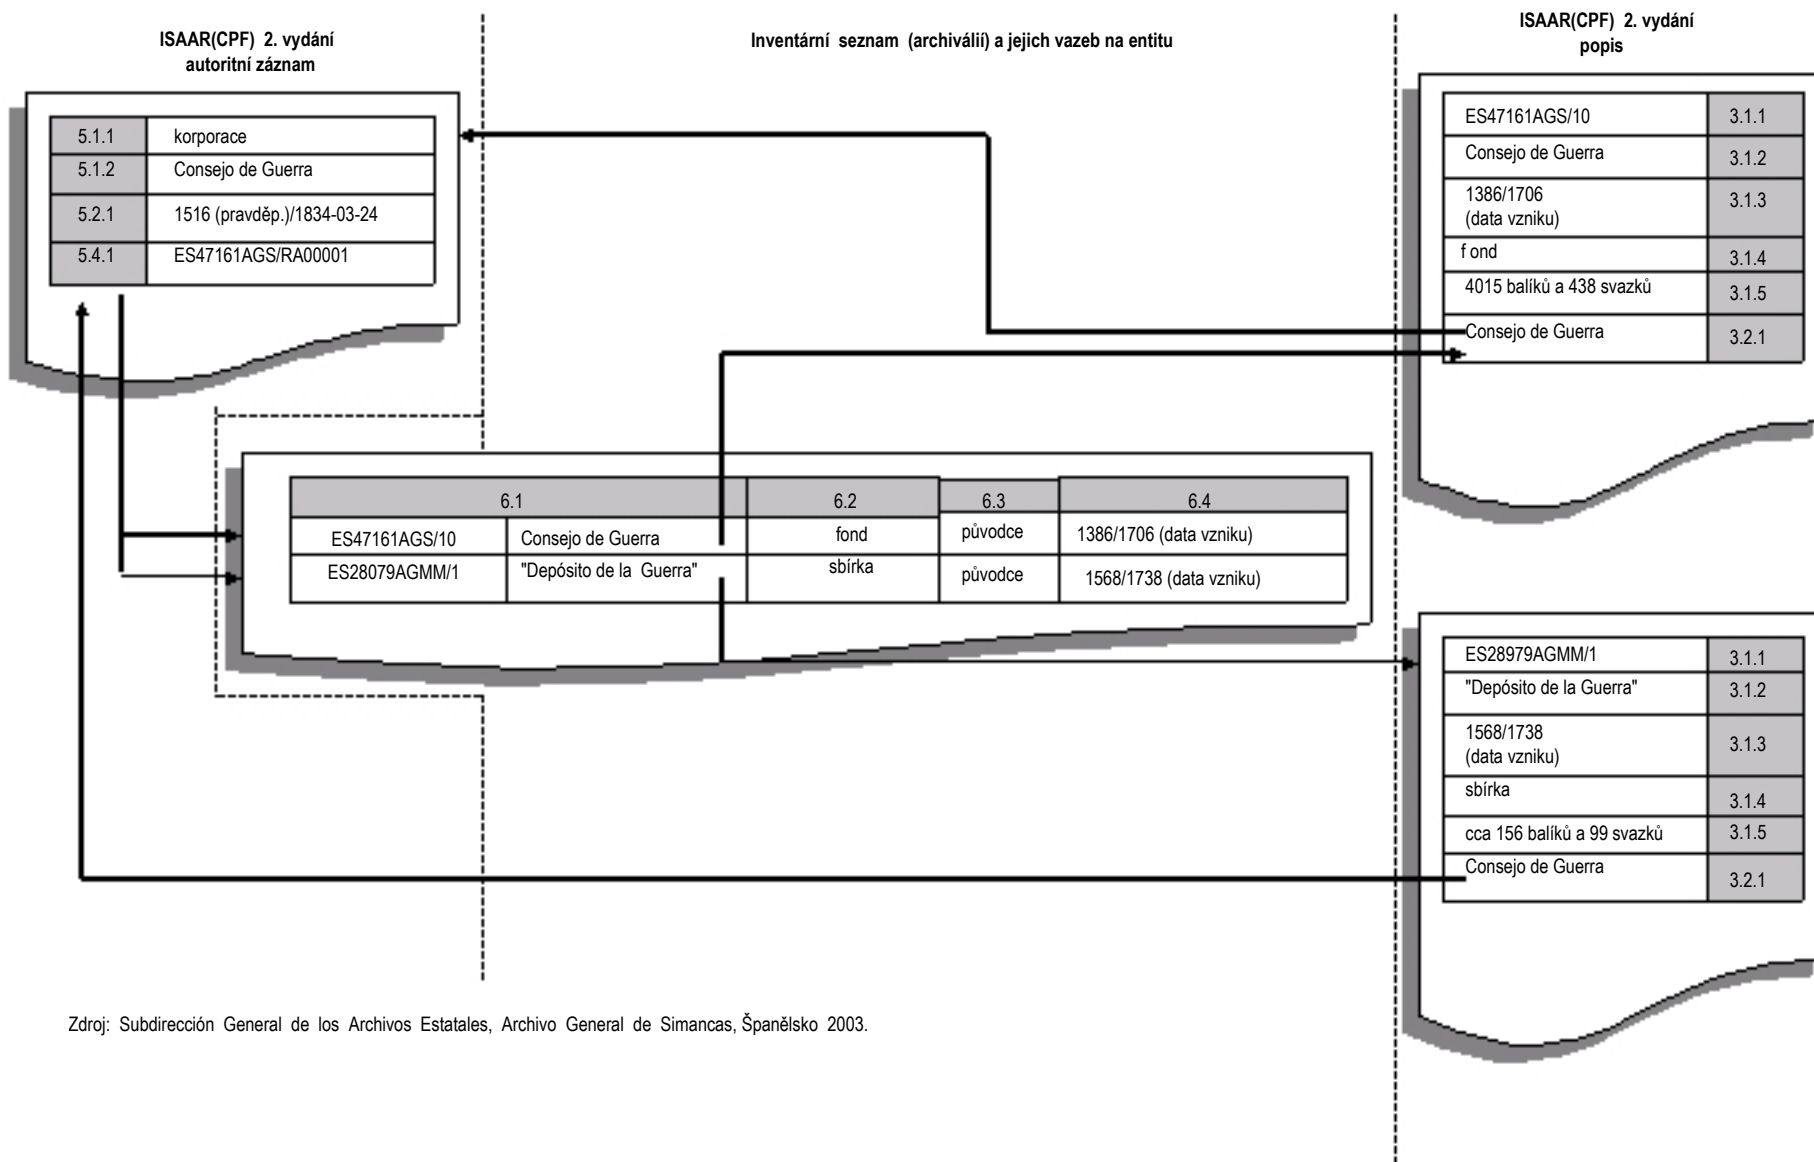 ISAAR(CPF) 2. vydání
autoritní záznam
Inventární seznam (archiválií) a jejich vazeb na entitu
ISAAR(CPF) 2. vydání
popis
5.1.1 korporace
5.1.2 Consejo de Guerra
5.2.1 1516 (pravděp.)/1834-03-24
5.4.1 ES47161AGS/RA00001
ES47161AGS/10 3.1.1
Consejo de Guerra 3.1.2
1386/1706 3.1.3
(data vzniku)
f ond 3.1.4
4015 balíků a 438 svazků 3.1.5
Consejo de Guerra 3.2.1
6.1 6.2 6.3 6.4
ES47161AGS/10 Consejo de Guerra fond původce 1386/1706 (data vzniku)
ES28079AGMM/1 "Depósito de la Guerra" sbírka původce 1568/1738 (data vzniku)
ES28979AGMM/1 3.1.1
"Depósito de la Guerra" 3.1.2
1568/1738 3.1.3
(data vzniku)
sbírka 3.1.4
cca 156 balíků a 99 svazků 3.1.5
Consejo de Guerra 3.2.1
Zdroj: Subdirección General de los Archivos Estatales, Archivo General de Simancas, Španělsko 2003.